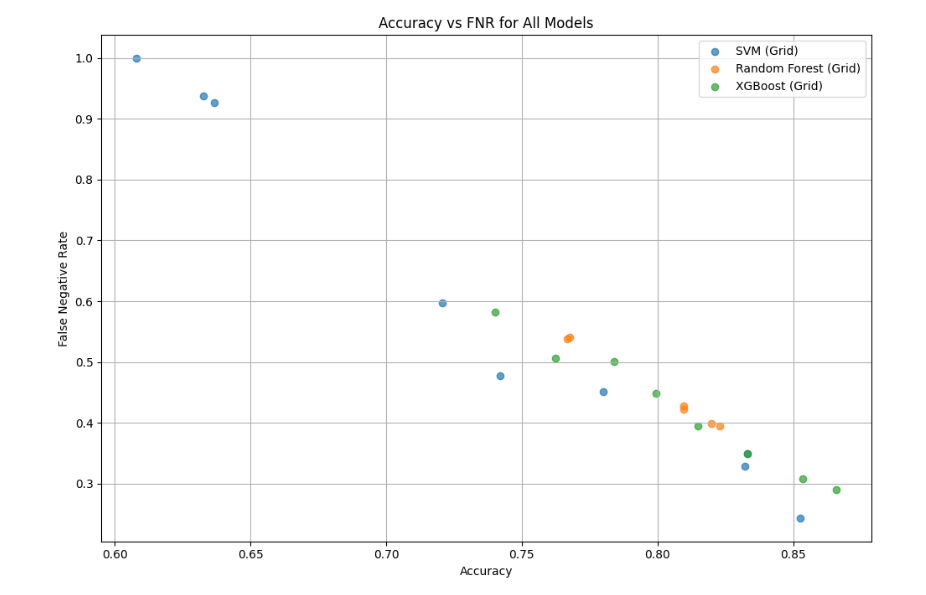 Accuracy vs FNR for All Models
SVM (Grid)
Random Forest (Grid)
XGBoost (Grid)
False Negative Rate
1.0
0.9
0.8
0.7
0.6
0.5
0.4
0.3
0.60 0.65 0.70 0.75 0.80 0.85
Accuracy